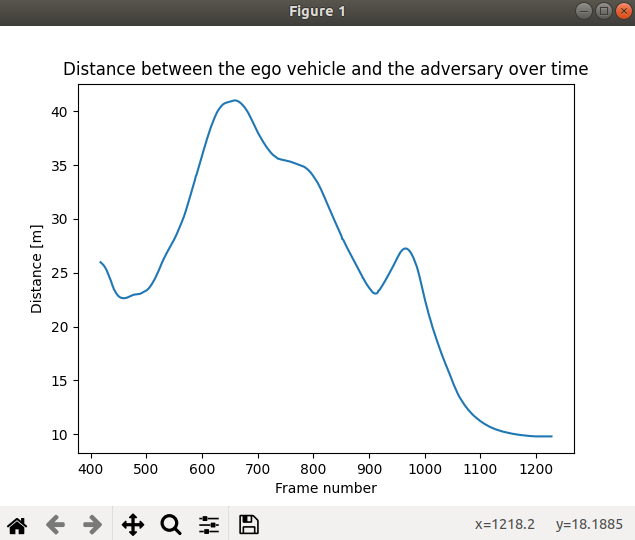 Figure 1
Distance between the ego vehicle and the adversary over time
40
35
30
25
20
15
10
Distance [m]
400 500 600 700 800 900 1000 1100 1200
Frame number
x=1218.2 y=18.1885